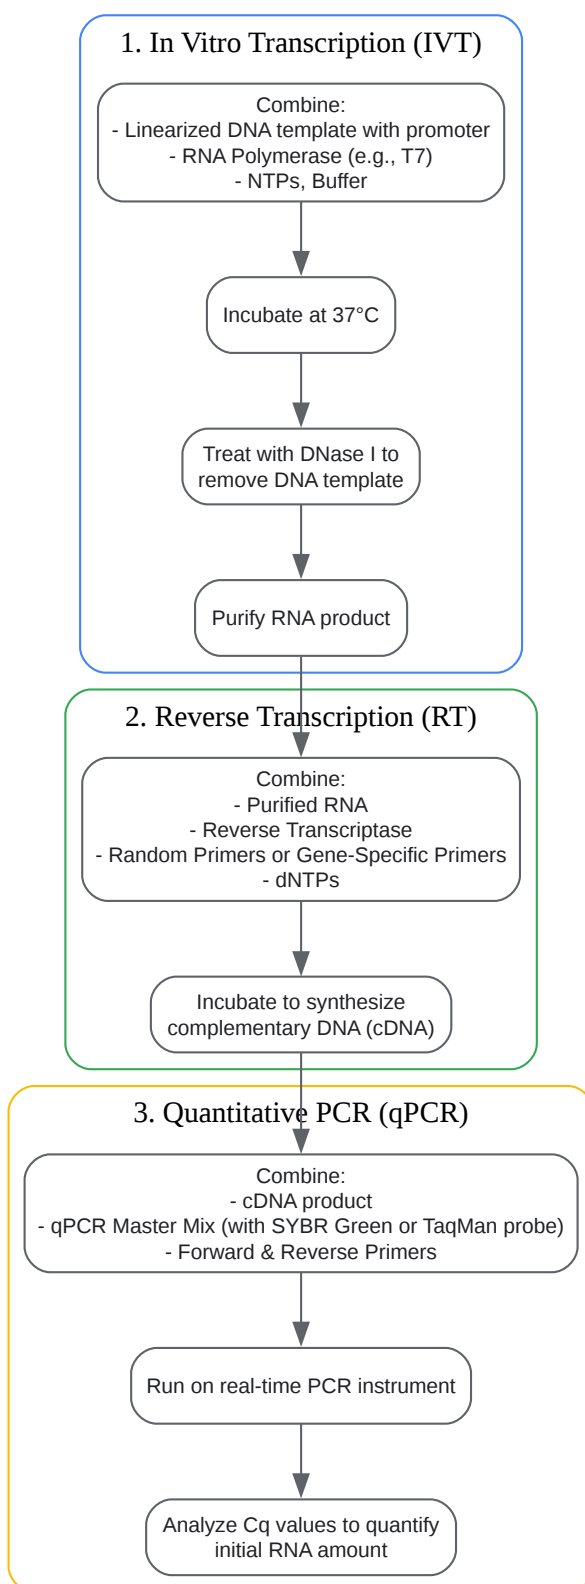 1. In Vitro Transcription (IVT)
Combine:
- Linearized DNA template with promoter
- RNA Polymerase (e.g., T7)
- NTPs, Buffer
Incubate at 37°C
Treat with DNase I to
remove DNA template
Purify RNA product
2. Reverse Transcription (RT)
Combine:
- Purified RNA
- Reverse Transcriptase
- Random Primers or Gene-Specific Primers
- dNTPs
Incubate to synthesize
complementary DNA (cDNA)
3. Quantitative PCR (qPCR)
Combine:
- cDNA product
- qPCR Master Mix (with SYBR Green or TaqMan probe)
- Forward & Reverse Primers
Run on real-time PCR instrument
Analyze Cq values to quantify
initial RNA amount